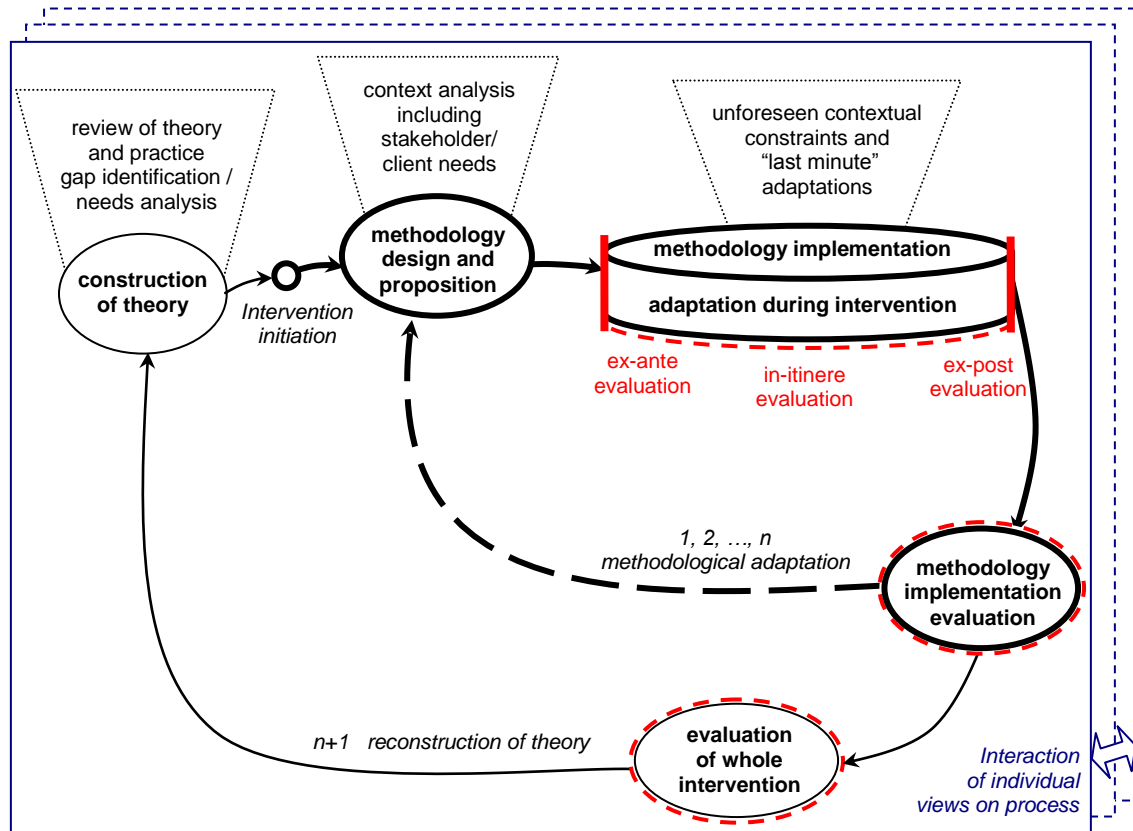 review of theory
and practice
gap identification /
needs analysis
context analysis
including
stakeholder/
client needs
unforeseen contextual
constraints and
“last minute”
adaptations
construction
of theory
Intervention
initiation
methodology
design and
proposition
methodology implementation
adaptation during intervention
ex-ante
evaluation
in-itinere
evaluation
ex-post
evaluation
1, 2, …, n
methodological adaptation
methodology
implementation
evaluation
n+1 reconstruction of theory
evaluation
of whole
intervention
Interaction
of individual
views on process